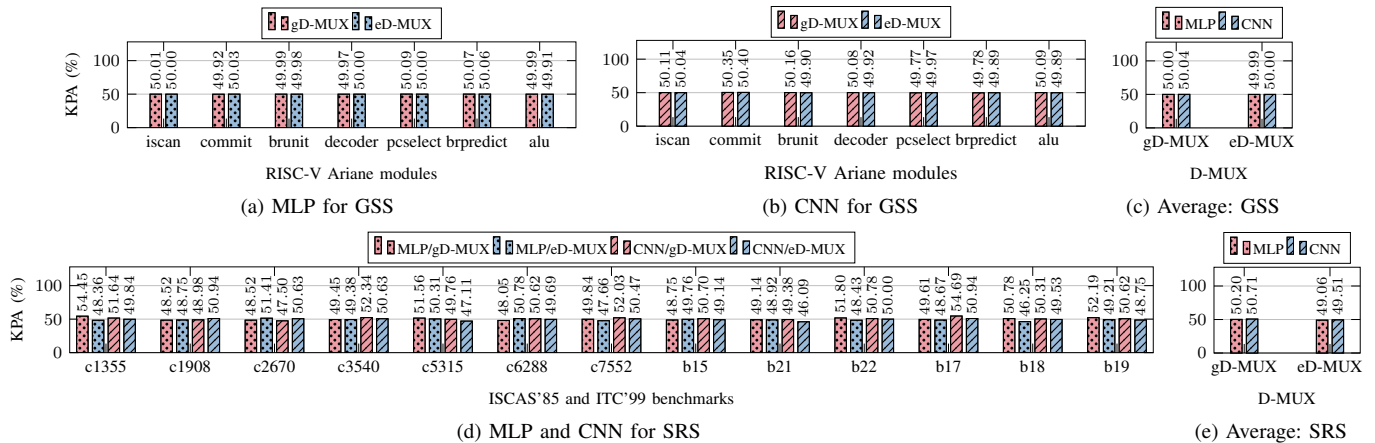 gD-MUX eD-MUX
KPA (%)
100
50
0
50.01 50.00 49.92 50.03 49.99 49.98 49.97 50.00 50.09 50.00 50.07 50.06 49.99 49.91
iscan commit brunit decoder pcselect brpredict alu
RISC-V Ariane modules
(a) MLP for GSS
gD-MUX eD-MUX
100
50
0
50.11 50.04 50.35 50.40 50.16 49.90 50.08 49.92 49.77 49.97 49.78 49.89 50.09 49.89
iscan commit brunit decoder pcselect brpredict alu
RISC-V Ariane modules
(b) CNN for GSS
MLP CNN
100
50
0
50.00 50.04 49.99 50.00
gD-MUX eD-MUX
D-MUX
(c) Average: GSS
MLP/gD-MUX MLP/eD-MUX CNN/gD-MUX CNN/eD-MUX
KPA (%)
100
50
0
54.45 48.36 51.64 49.84 48.52 48.75 48.98 50.94 48.52 51.41 47.50 50.63 49.45 49.38 52.34 50.63 51.56 50.31 49.76 47.11 48.05 50.78 50.62 49.69 49.84 47.66 52.03 50.47 48.75 49.76 50.70 49.14 49.14 48.92 49.38 46.09 51.80 48.43 50.78 50.00 49.61 48.67 54.69 50.94 50.78 46.25 50.31 49.53 52.19 49.21 50.62 48.75
c1355 c1908 c2670 c3540 c5315 c6288 c7552 b15 b21 b22 b17 b18 b19
ISCAS'85 and ITC'99 benchmarks
(d) MLP and CNN for SRS
MLP CNN
100
50
0
50.20 50.71 49.06 49.51
gD-MUX eD-MUX
D-MUX
(e) Average: SRS